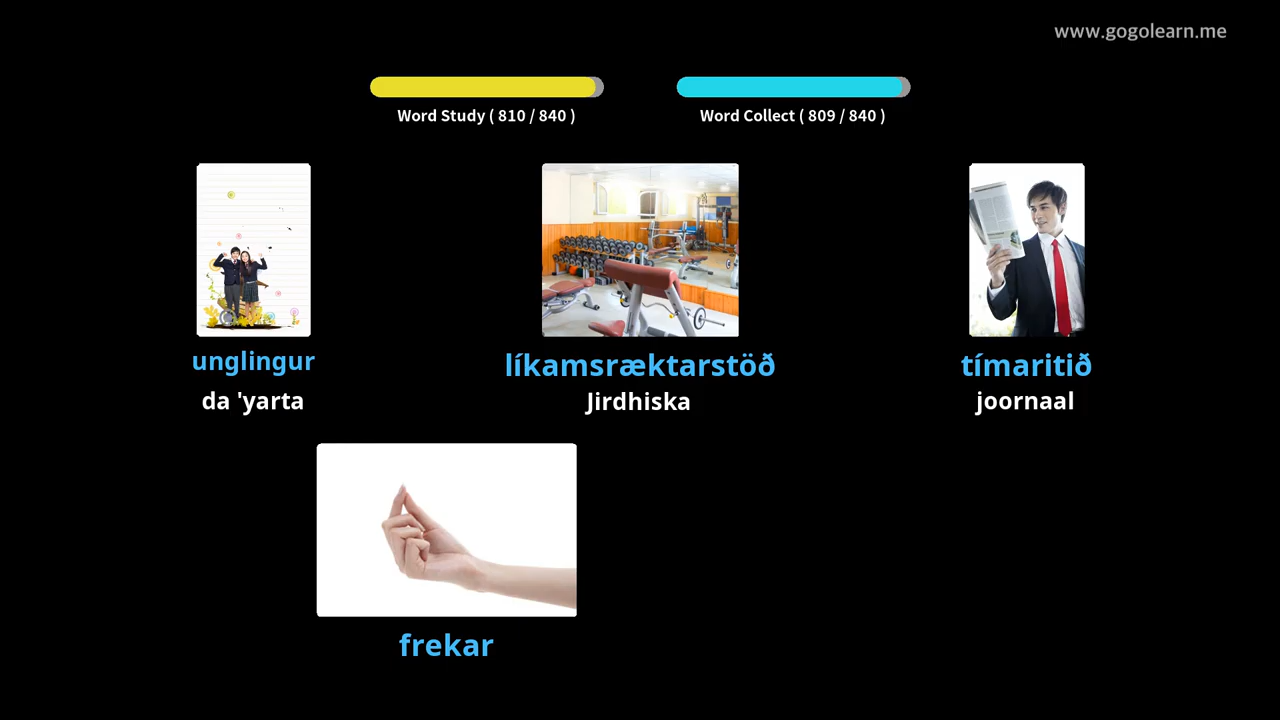 www.gogolearn.me
Word Study ( 810 / 840 )
Word Collect ( 809 / 840 )
unglingur
da 'yarta
líkamsræktarstöð
Jirdhiska
tímaritið
joornaal
frekar